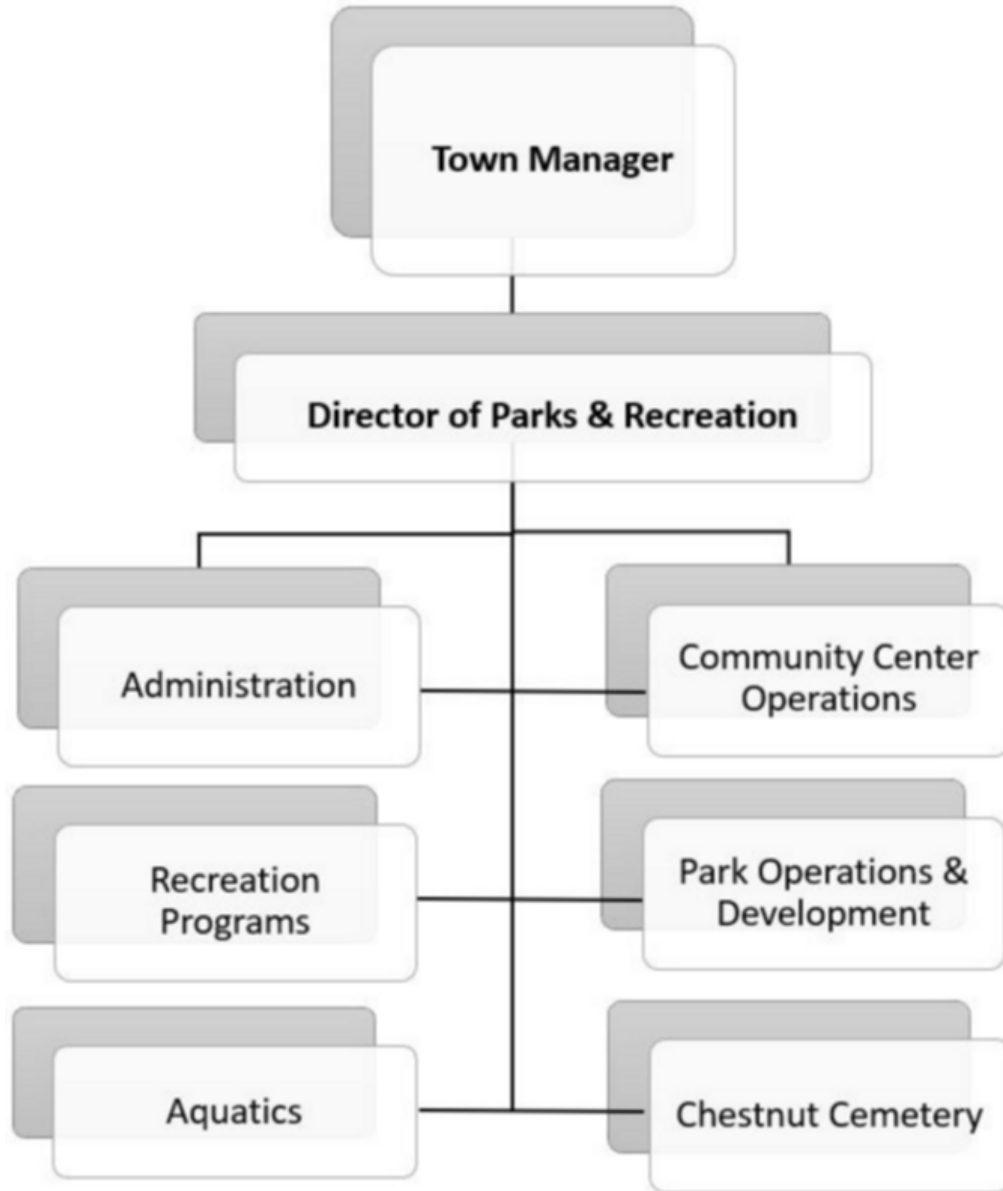 Town Manager
Director of Parks & Recreation
Administration
Community Center
Operations
Recreation
Programs
Park Operations &
Development
Aquatics
Chestnut Cemetery